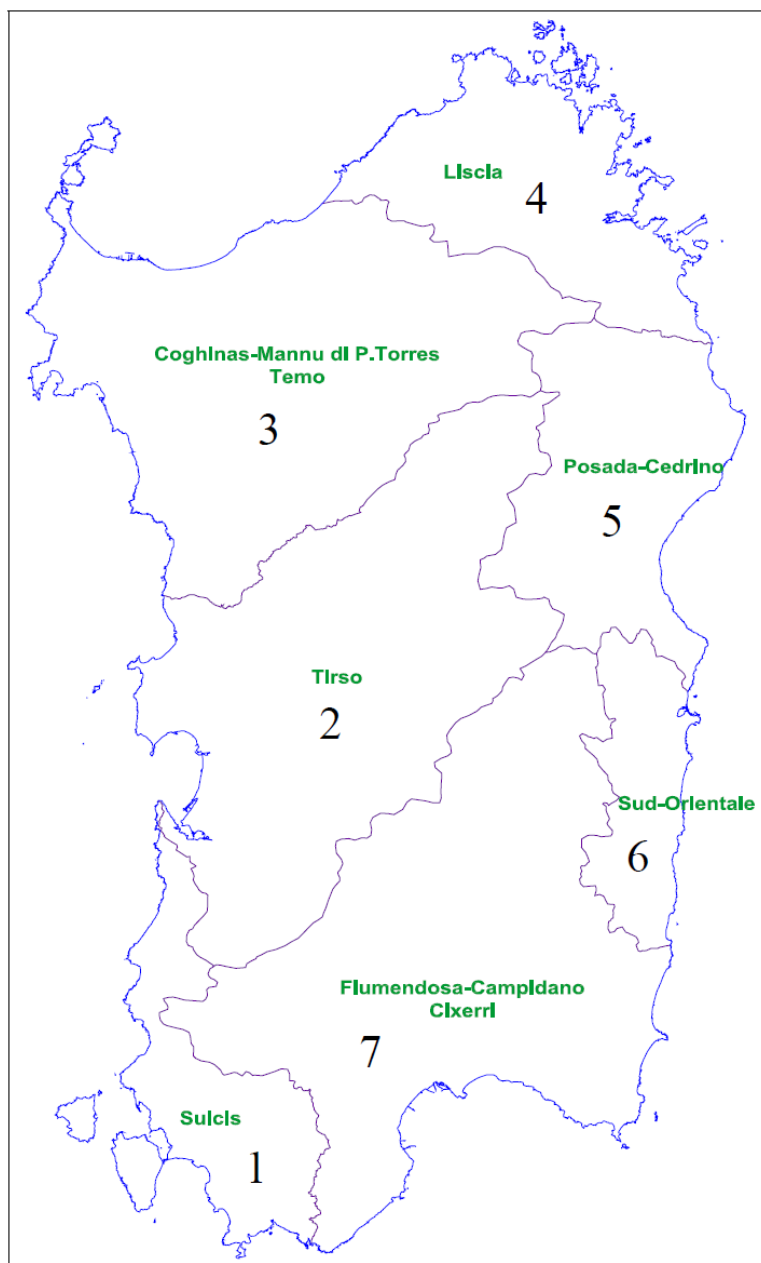 Liscia
4
Coghinas-Mannu di P.Torres
Temo
3
Posada-Cedrino
5
Tirso
2
Sud-Orientale
6
Flumendosa-Campidano
Cixerri
7
Sulcis
1